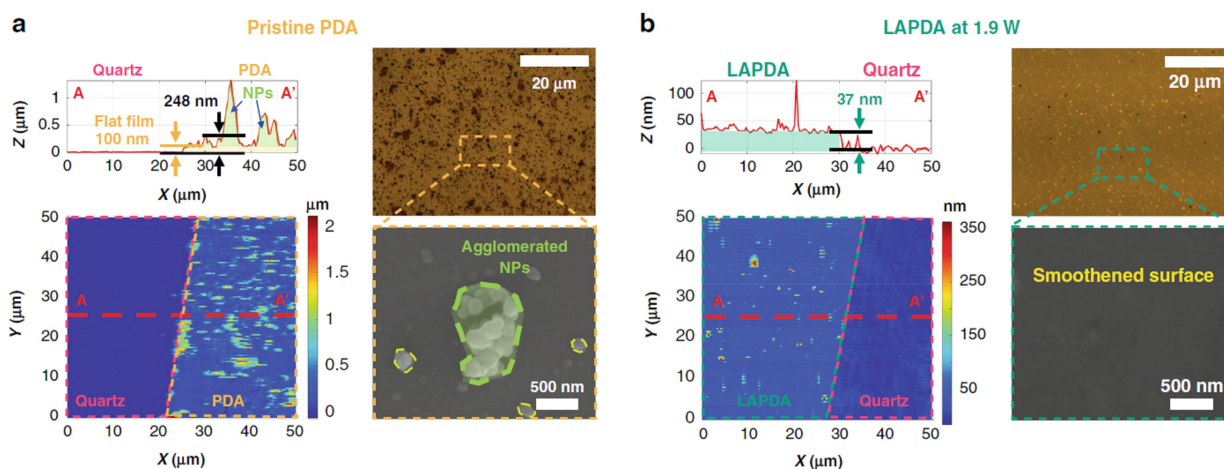 a
Pristine PDA
Quartz
PDA
A
NPs
A'
248 nm
Flat film
100 nm
Z (μm)
1
0.5
0
0 10 20 30 40 50
X (μm)
20 μm
μm
2
1.5
1
0.5
0
Y (μm)
50
40
30
20
10
0
A
A'
Quartz
PDA
0 10 20 30 40 50
X (μm)
Agglomerated
NPs
500 nm
b
LAPDA at 1.9 W
LAPDA
Quartz
A
A'
37 nm
Z (nm)
100
50
0
0 10 20 30 40 50
X (μm)
20 μm
nm
350
250
150
50
Y (μm)
50
40
30
20
10
0
A
A'
LAPDA
Quartz
0 10 20 30 40 50
X (μm)
Smoothened surface
500 nm